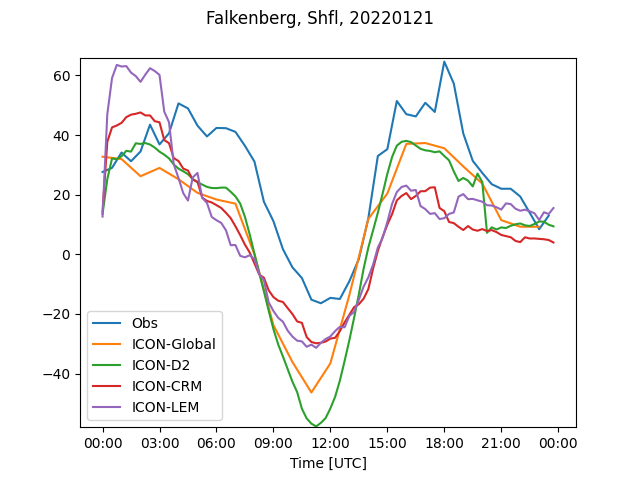 Falkenberg, Shfl, 20220121
60
40
20
0
−20
−40
Obs
ICON-Global
ICON-D2
ICON-CRM
ICON-LEM
00:00 03:00 06:00 09:00 12:00 15:00 18:00 21:00 00:00
Time [UTC]